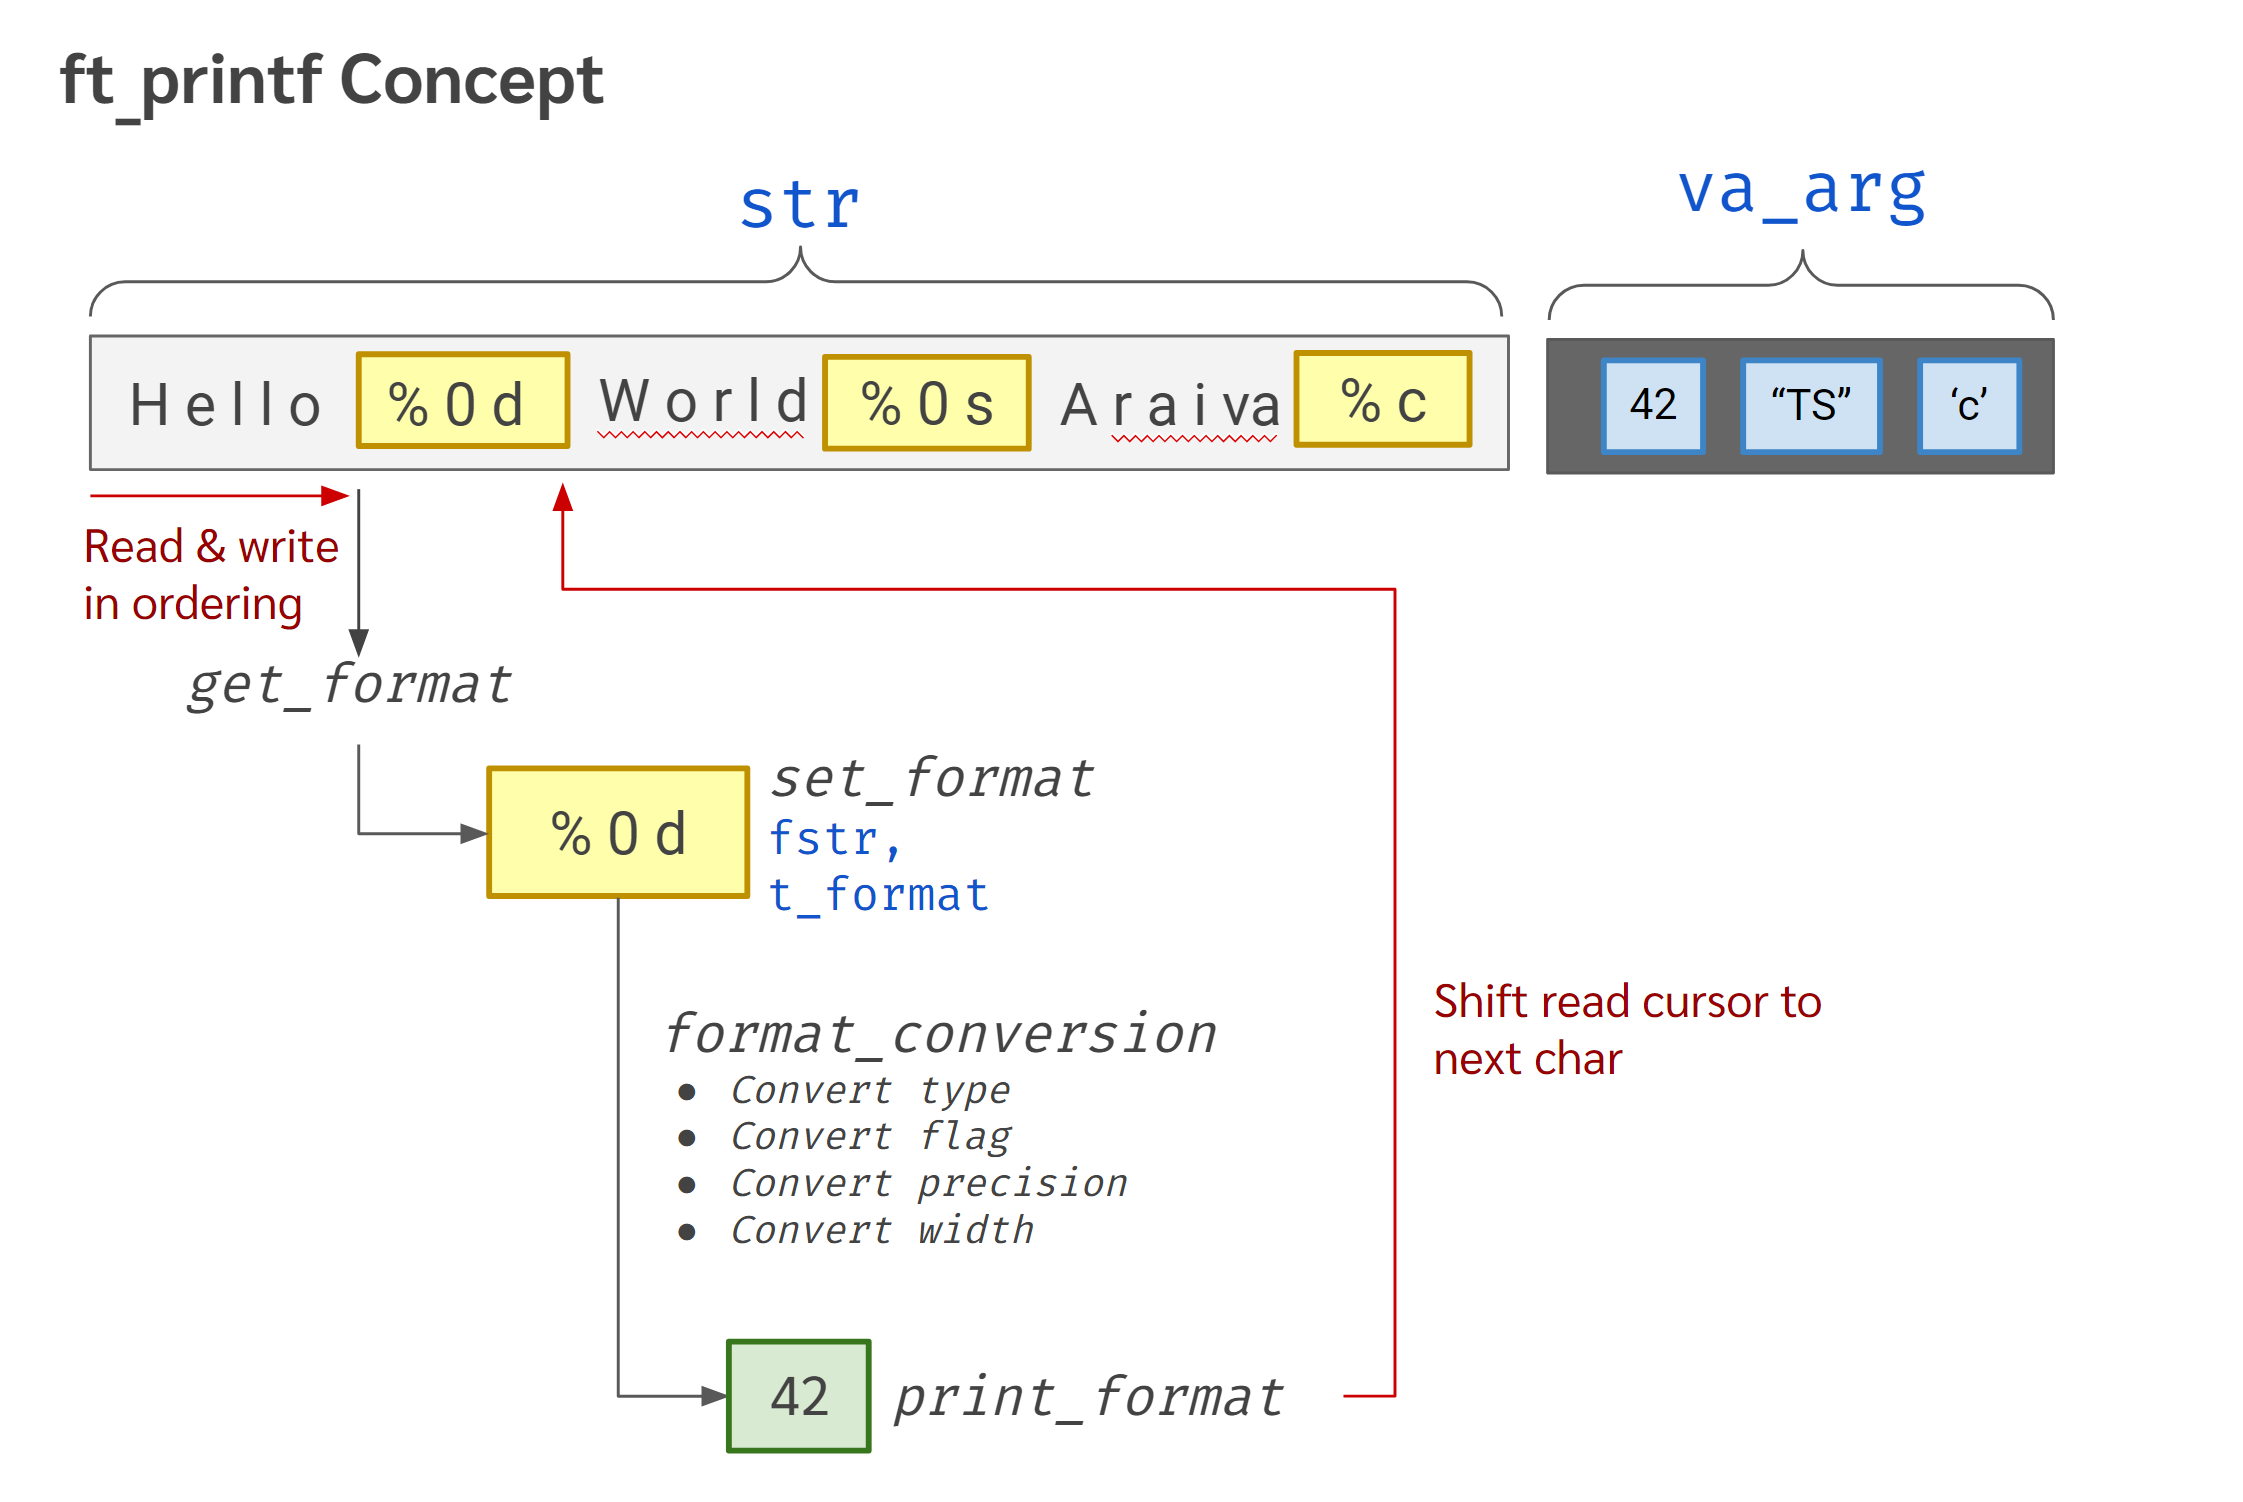 ft_printf Concept
str
va_arg
Hello %0d World %0s Araiva %c
42 “TS” ‘c’
Read & write
in ordering
get_format
%0d
set_format
fstr,
t_format
format_conversion
● Convert type
● Convert flag
● Convert precision
● Convert width
Shift read cursor to
next char
42 print_format